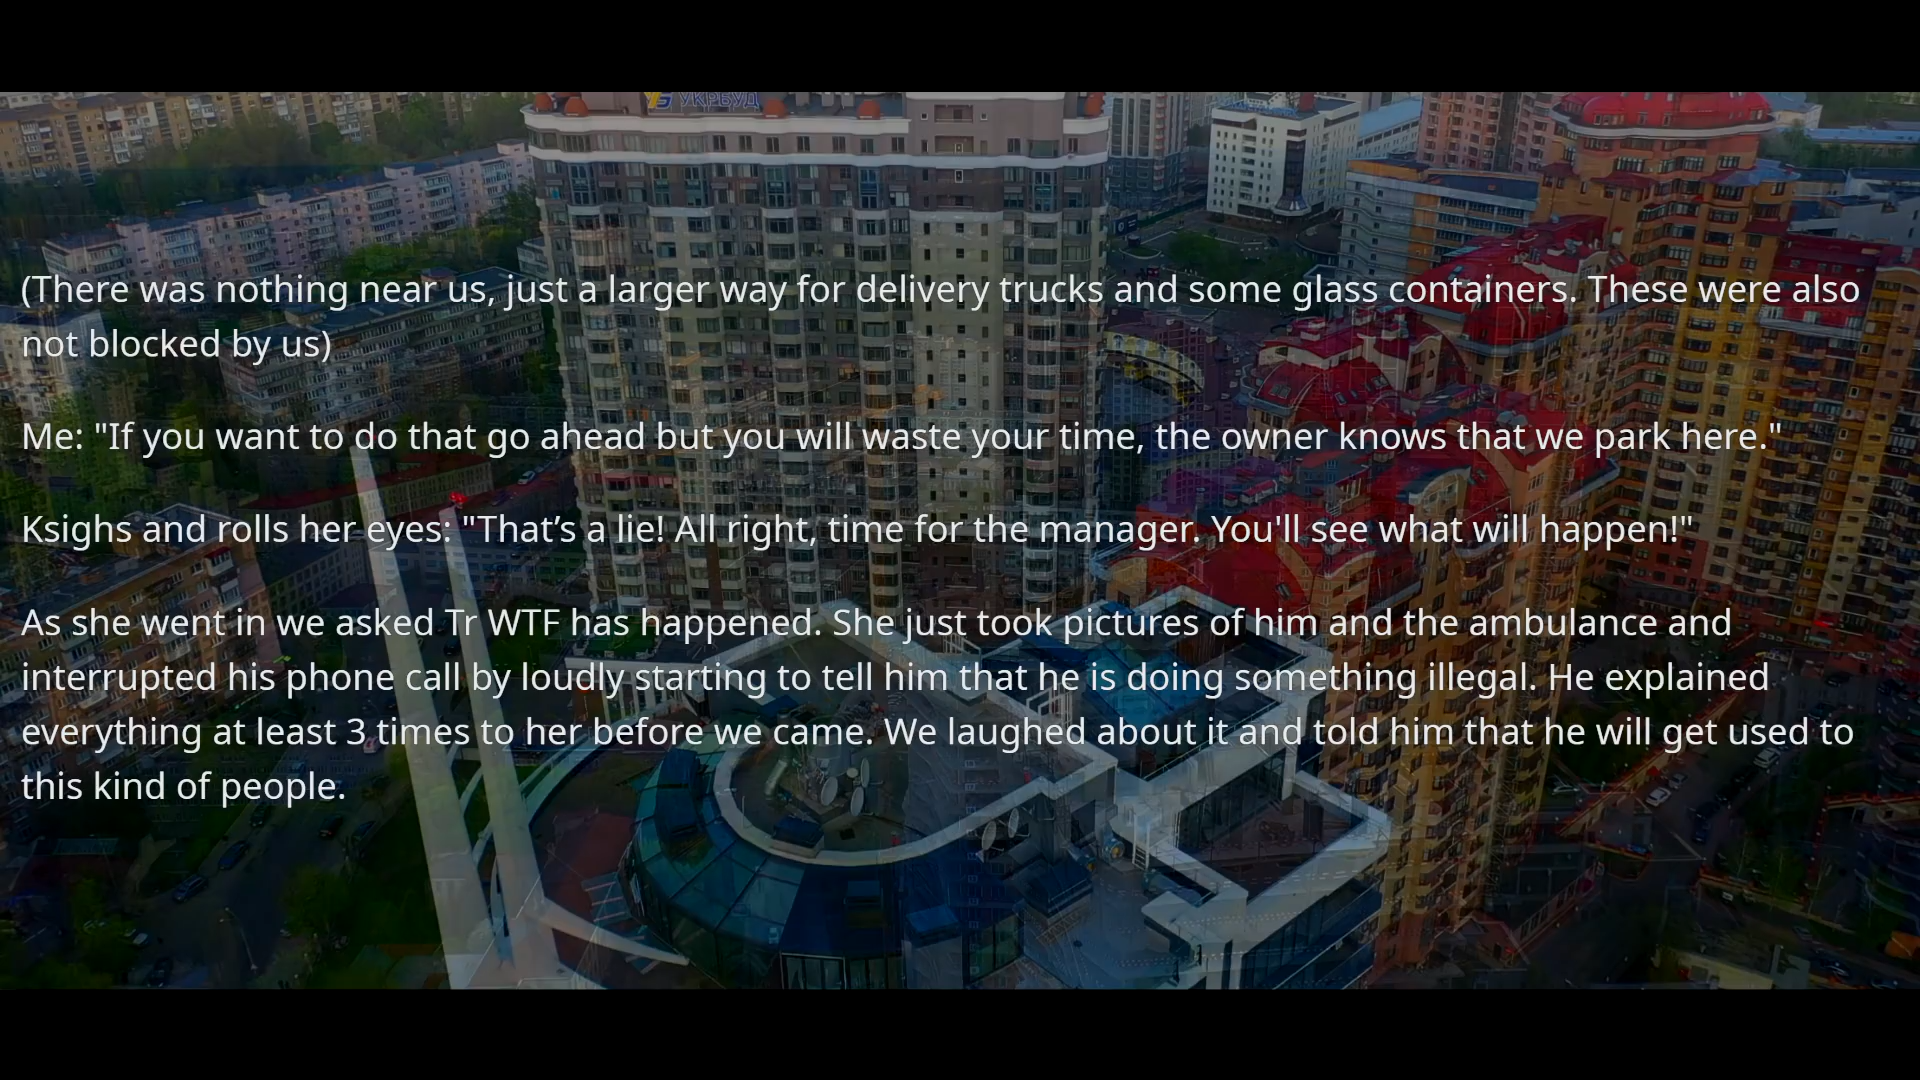 УКРБУД
(There was nothing near us, just a larger way for delivery trucks and some glass containers. These were also
not blocked by us)
Me: "If you want to do that go ahead but you will waste your time, the owner knows that we park here."
Ksighs and rolls her eyes: "That’s a lie! All right, time for the manager. You'll see what will happen!"
As she went in we asked Tr WTF has happened. She just took pictures of him and the ambulance and
interrupted his phone call by loudly starting to tell him that he is doing something illegal. He explained
everything at least 3 times to her before we came. We laughed about it and told him that he will get used to
this kind of people.